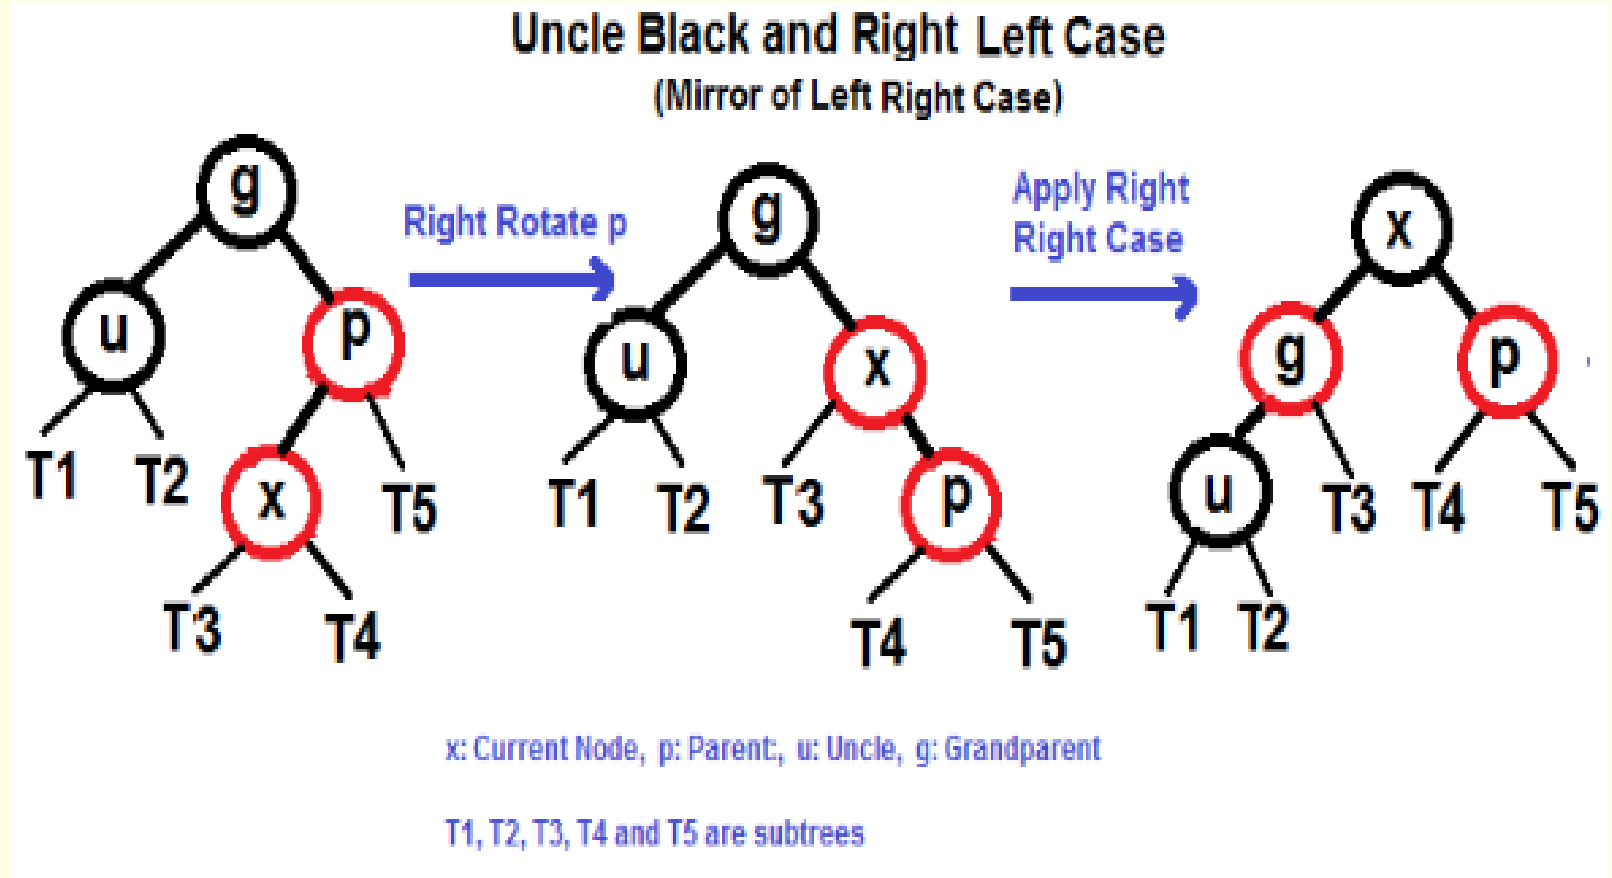 Uncle Black and Right Left Case
(Mirror of Left Right Case)
g
u
p
T1
T2
x
T5
T3
T4
Right Rotate p
g
u
x
T1
T2
T3
p
T4
T5
Apply Right
Right Case
x
g
p
u
T3
T4
T5
T1
T2
x: Current Node, p: Parent:, u: Uncle, g: Grandparent
T1, T2, T3, T4 and T5 are subtrees